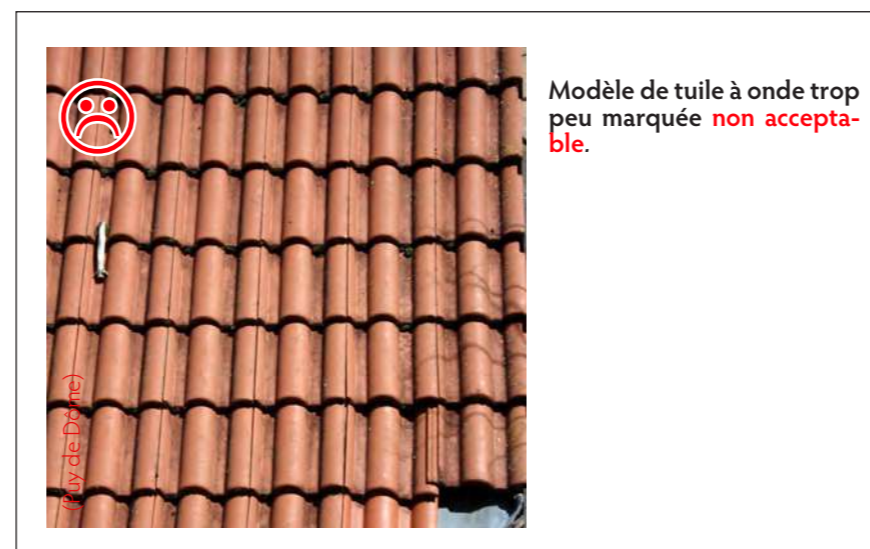 Modèle de tuile à onde trop
peu marquée non accepta-
ble.
(Puy de Dôme)